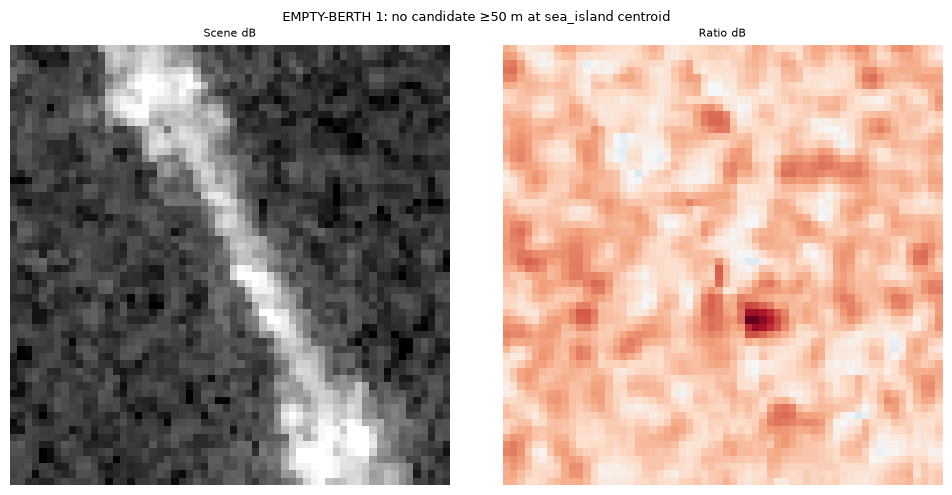 EMPTY-BERTH 1: no candidate ≥50 m at sea_island centroid
Scene dB
Ratio dB